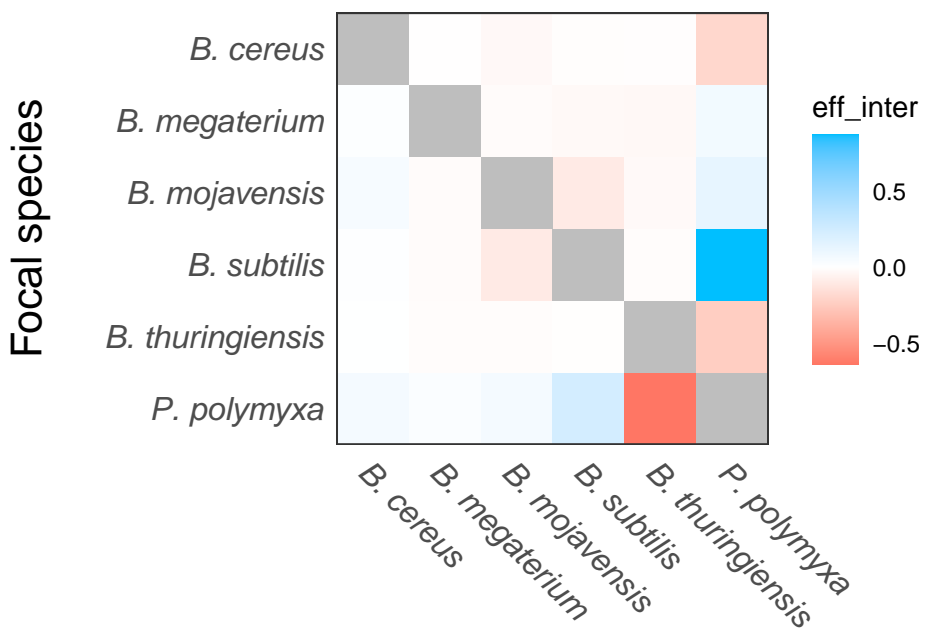 Focal species
B. cereus
B. megaterium
B. mojavensis
B. subtilis
B. thuringiensis
P. polymyxa
B. cereus
B. megaterium
B. mojavensis
B. subtilis
B. thuringiensis
P. polymyxa
eff_inter
0.5
0.0
−0.5